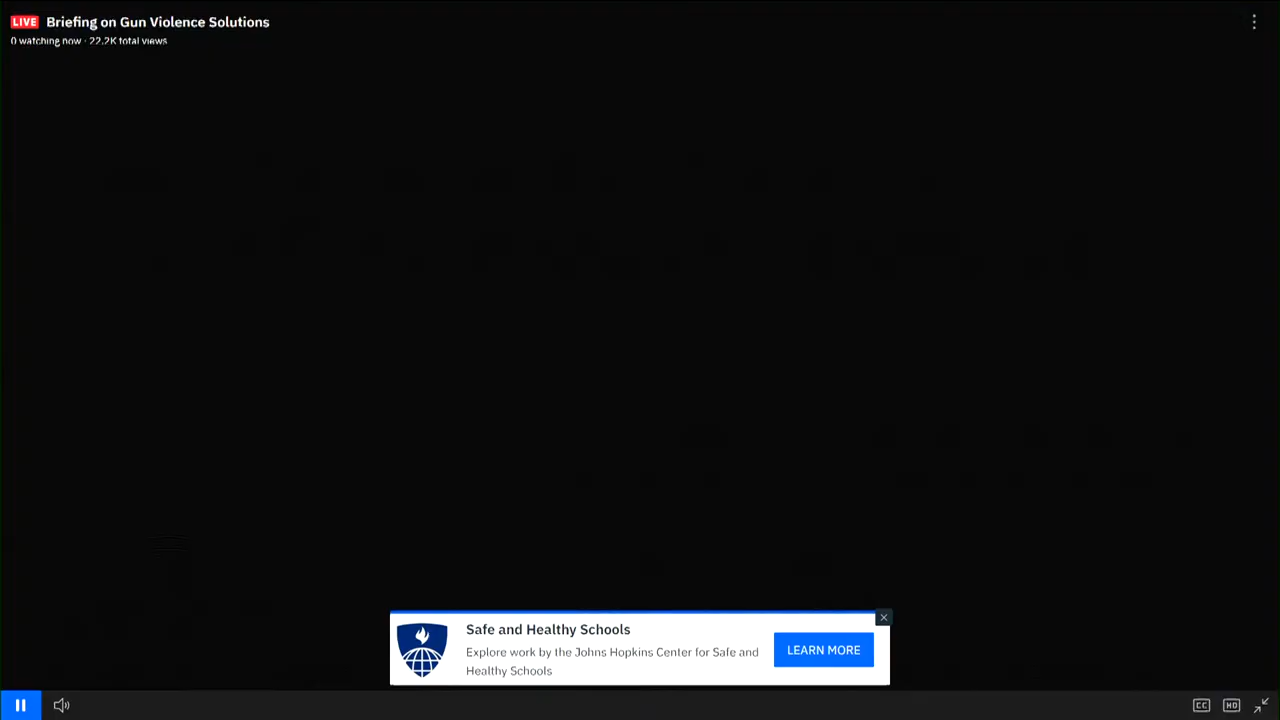 LIVE Briefing on Gun Violence Solutions
0 watching now · 22.2K total views
Safe and Healthy Schools
Explore work by the Johns Hopkins Center for Safe and
Healthy Schools
LEARN MORE
CC HD